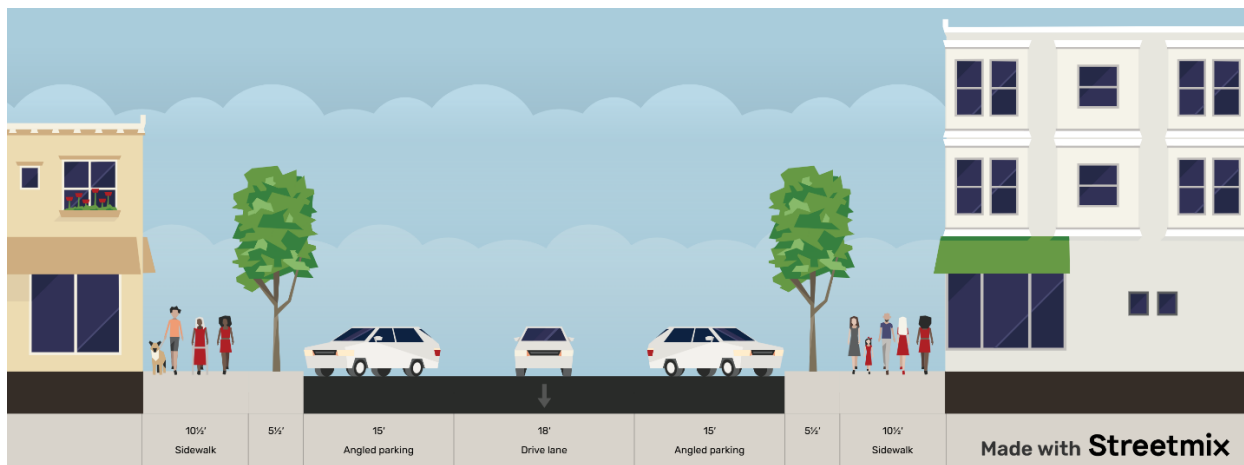 10½' 5½' 15' 18' 15' 5½' 10½'
Sidewalk Angled parking Drive lane Angled parking Sidewalk
Made with Streetmix